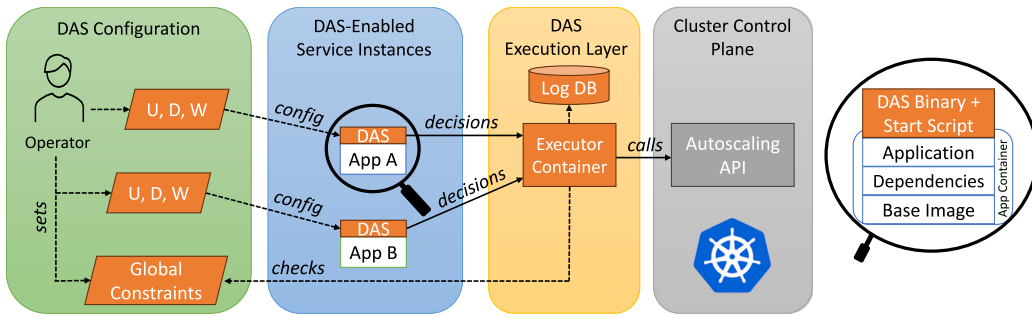 DAS Configuration
Operator
U, D, W
U, D, W
sets
Global
Constraints
DAS-Enabled
Service Instances
config
DAS
App A
config
DAS
App B
checks
decisions
decisions
DAS
Execution Layer
Log DB
Executor
Container
calls
Cluster Control
Plane
Autoscaling
API
DAS Binary +
Start Script
Application
Dependencies
Base Image
App Container